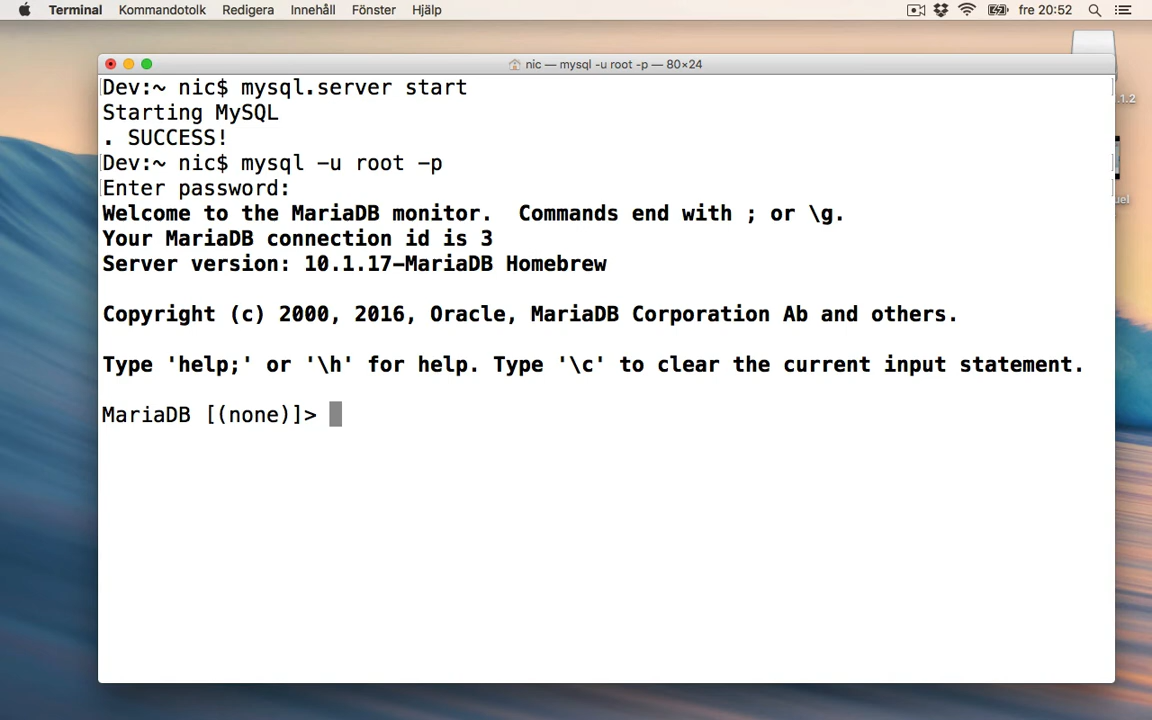 Terminal Kommandotolk Redigera Innehåll Fönster Hjälp fre 20:52
nic — mysql -u root -p — 80×24
Dev:~ nic$ mysql.server start
Starting MySQL
. SUCCESS!
Dev:~ nic$ mysql -u root -p
Enter password:
Welcome to the MariaDB monitor.  Commands end with ; or \g.
Your MariaDB connection id is 3
Server version: 10.1.17-MariaDB Homebrew
Copyright (c) 2000, 2016, Oracle, MariaDB Corporation Ab and others.
Type 'help;' or '\h' for help. Type '\c' to clear the current input statement.
MariaDB [(none)]>